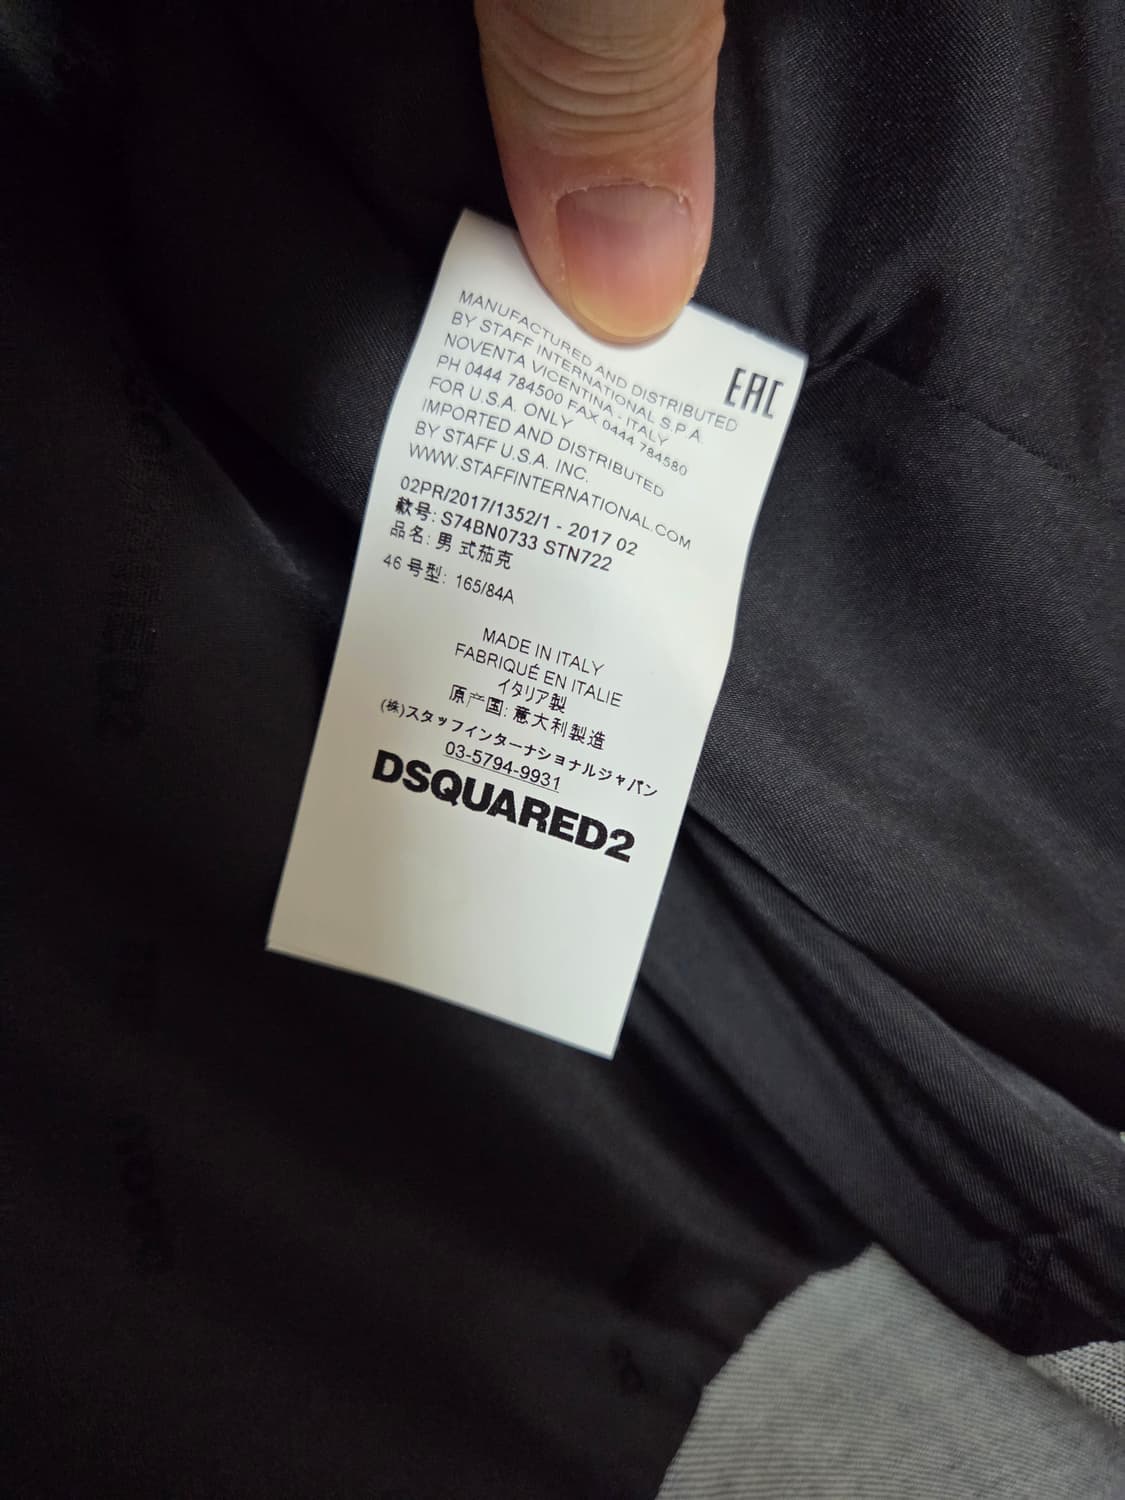 MANUFACTURED AND DISTRIBUTED
BY STAFF INTERNATIONAL S.P.A.
NOVENTA VICENTINA - ITALY
PH 0444 784500 FAX 0444 784580
FOR U.S.A. ONLY
IMPORTED AND DISTRIBUTED
BY STAFF U.S.A. INC.
WWW.STAFFINTERNATIONAL.COM
EAC
02PR/2017/1352/1 - 2017 02
款号: S74BN0733 STN722
品名: 男 式茄克
46 号型: 165/84A
MADE IN ITALY
FABRIQUÉ EN ITALIE
イタリア製
原产国: 意大利製造
(株)スタッフインターナショナルジャパン
03-5794-9931
DSQUARED2